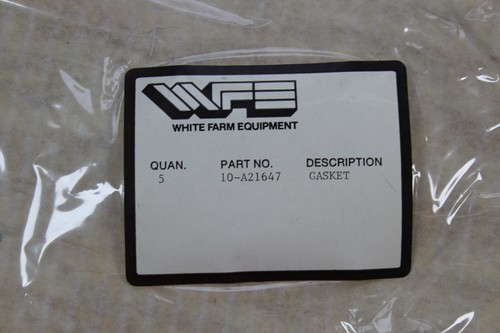 WFE
WHITE FARM EQUIPMENT
QUAN. PART NO. DESCRIPTION
5 10-A21647 GASKET